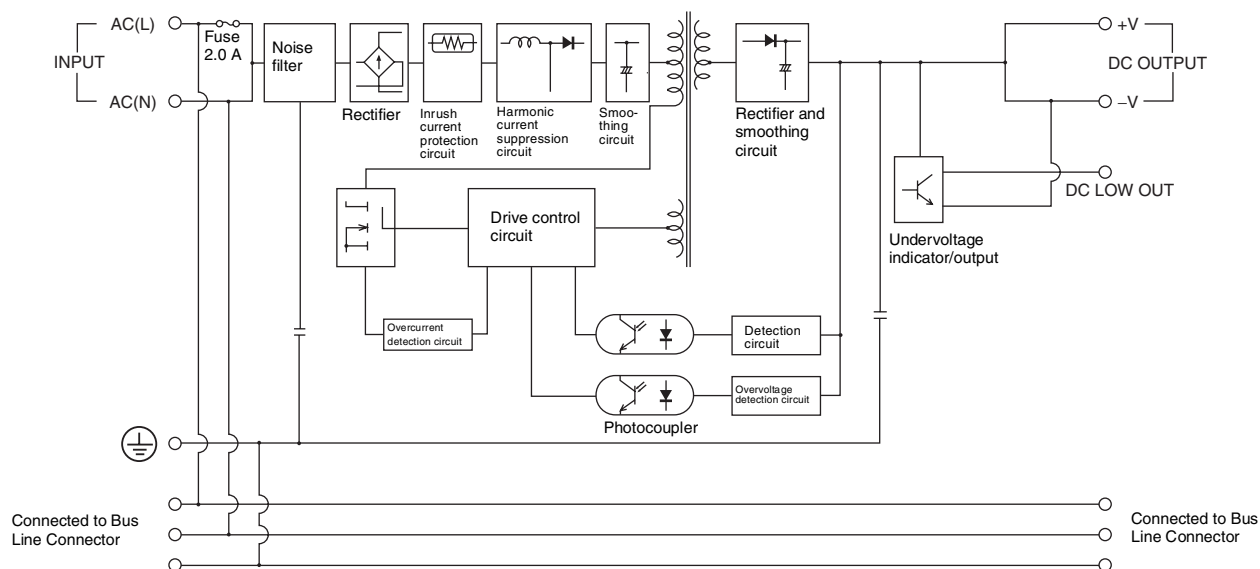 AC(L)
INPUT
AC(N)
Fuse
2.0 A
Noise
filter
Rectifier
Inrush
current
protection
circuit
Harmonic
current
suppression
circuit
Smoo-
thing
circuit
Rectifier and
smoothing
circuit
+V
DC OUTPUT
–V
DC LOW OUT
Undervoltage
indicator/output
Drive control
circuit
Overcurrent
detection circuit
Detection
circuit
Overvoltage
detection circuit
Photocoupler
Connected to Bus
Line Connector
Connected to Bus
Line Connector